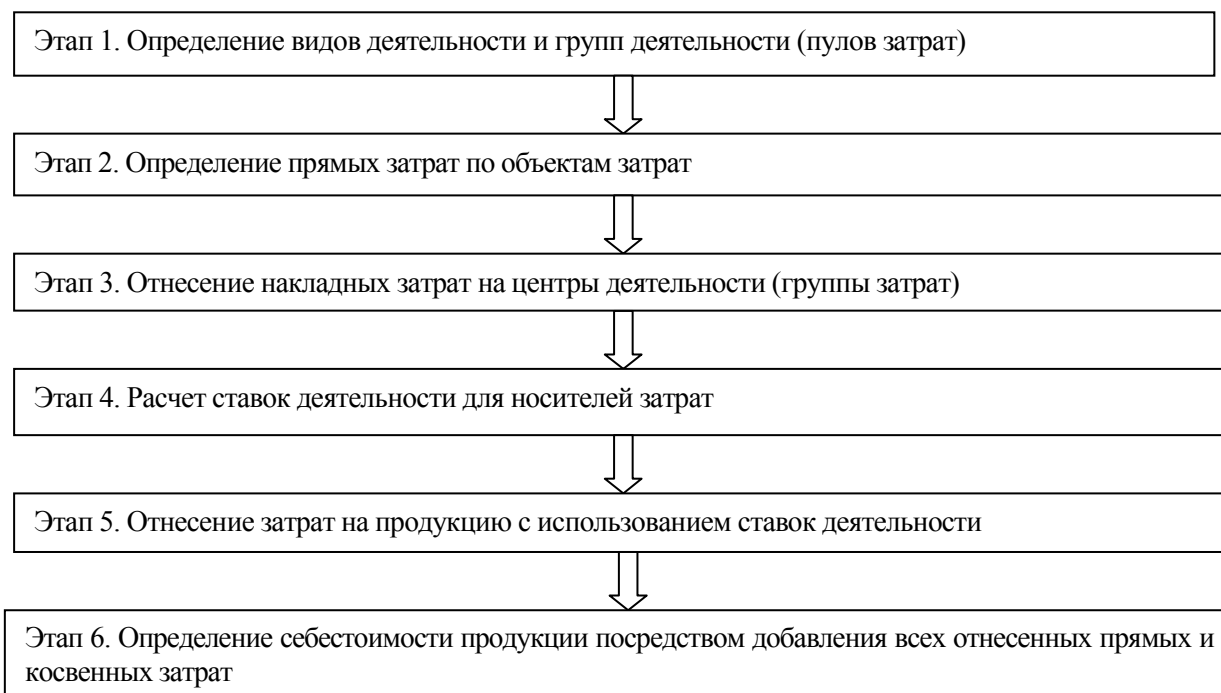 Этап 1. Определение видов деятельности и групп деятельности (пулов затрат)
Этап 2. Определение прямых затрат по объектам затрат
Этап 3. Отнесение накладных затрат на центры деятельности (группы затрат)
Этап 4. Расчет ставок деятельности для носителей затрат
Этап 5. Отнесение затрат на продукцию с использованием ставок деятельности
Этап 6. Определение себестоимости продукции посредством добавления всех отнесенных прямых и
косвенных затрат